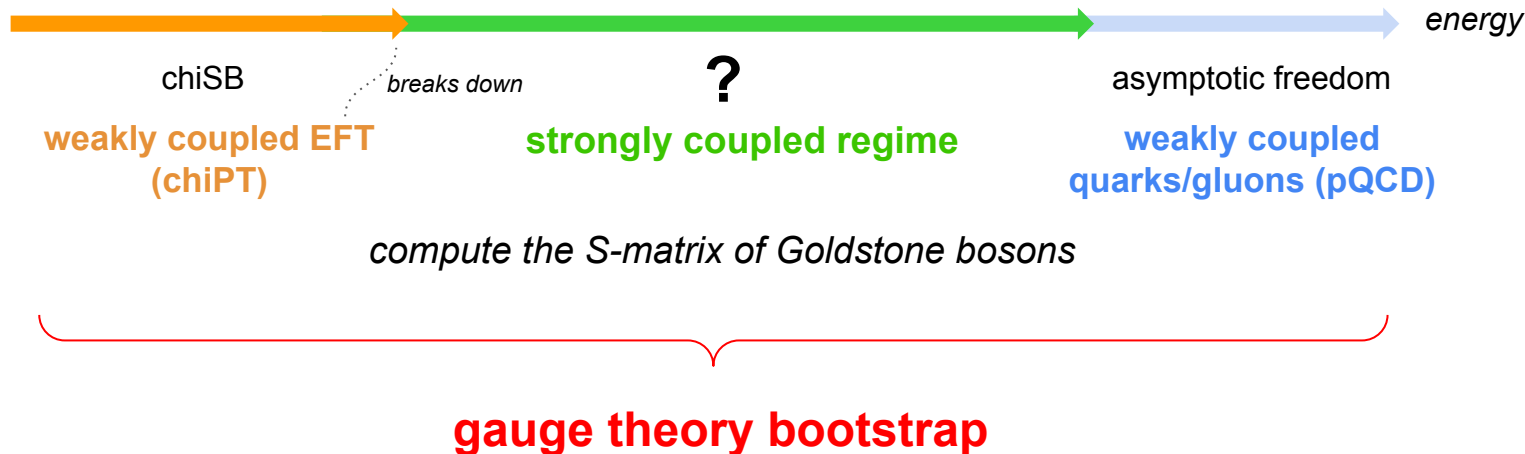 energy
chiSB
breaks down
?
asymptotic freedom
weakly coupled EFT
(chiPT)
strongly coupled regime
weakly coupled
quarks/gluons (pQCD)
compute the S-matrix of Goldstone bosons
gauge theory bootstrap